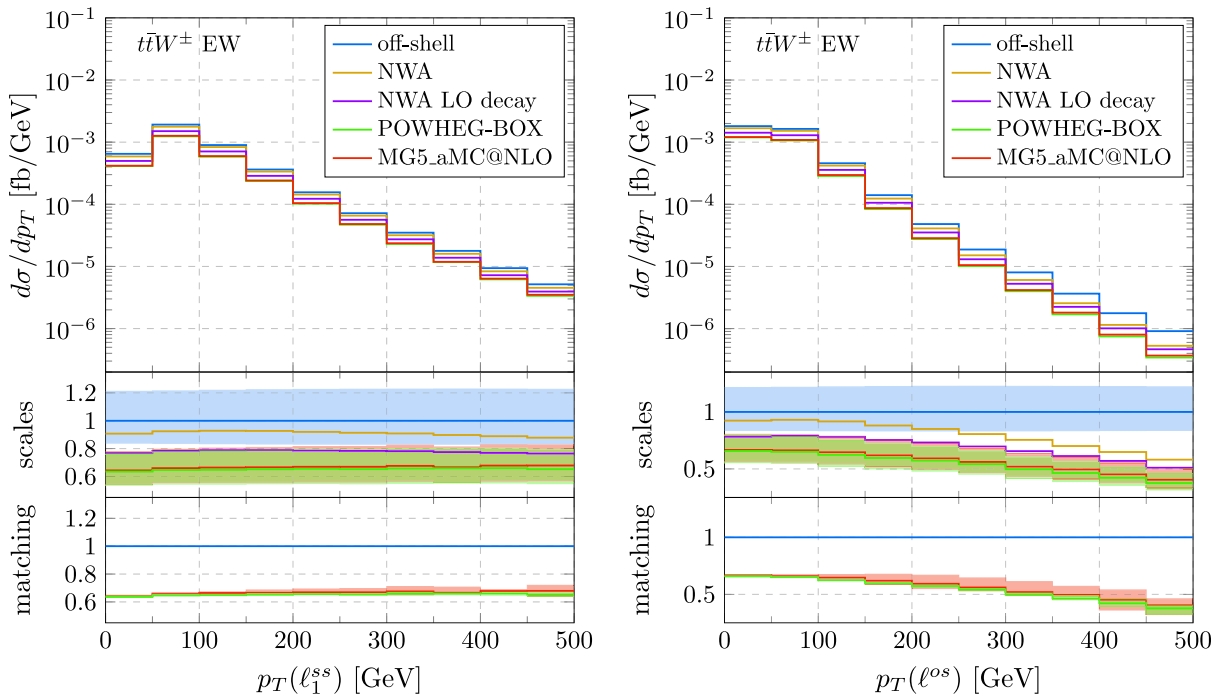 tt̄W± EW
off-shell
NWA
NWA LO decay
POWHEG-BOX
MG5_aMC@NLO
10⁻¹
10⁻²
10⁻³
10⁻⁴
10⁻⁵
10⁻⁶
dσ/dp_T [fb/GeV]
1.2
1
0.8
0.6
scales
1.2
1
0.8
0.6
matching
0 100 200 300 400 500
p_T(ℓ₁^{ss}) [GeV]
tt̄W± EW
off-shell
NWA
NWA LO decay
POWHEG-BOX
MG5_aMC@NLO
10⁻¹
10⁻²
10⁻³
10⁻⁴
10⁻⁵
10⁻⁶
dσ/dp_T [fb/GeV]
1
0.5
scales
1
0.5
matching
0 100 200 300 400 500
p_T(ℓ^{os}) [GeV]